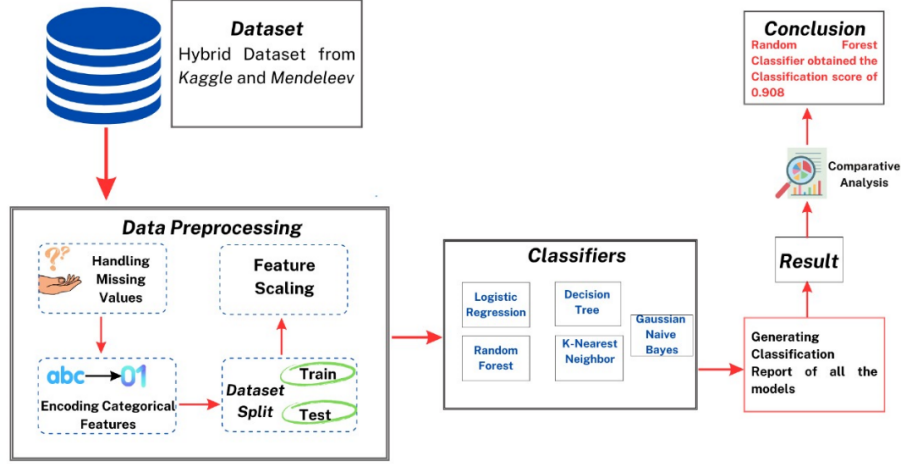 Dataset
Hybrid Dataset from
Kaggle and Mendeleev
Data Preprocessing
Handling
Missing
Values
Feature
Scaling
abc
01
Encoding Categorical
Features
Dataset
Split
Train
Test
Classifiers
Logistic
Regression
Decision
Tree
Gaussian
Naive
Bayes
Random
Forest
K-Nearest
Neighbor
Generating
Classification
Report of all the
models
Result
Comparative
Analysis
Conclusion
Random Forest
Classifier obtained the
Classification score of
0.908